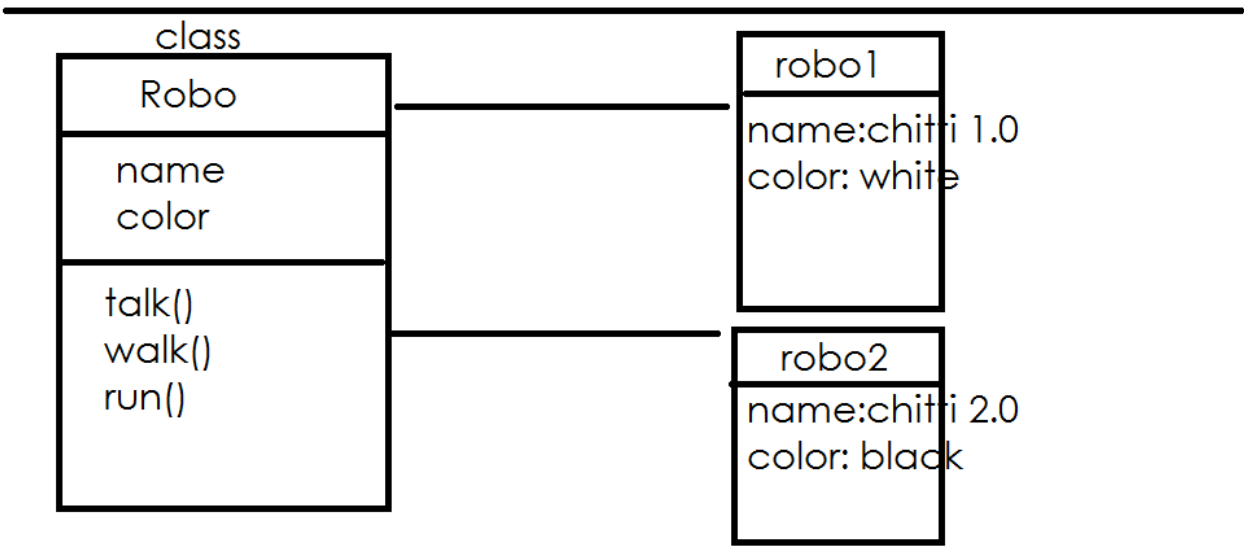 class
Robo
name
color
talk()
walk()
run()
robo1
name:chitti 1.0
color: white
robo2
name:chitti 2.0
color: black